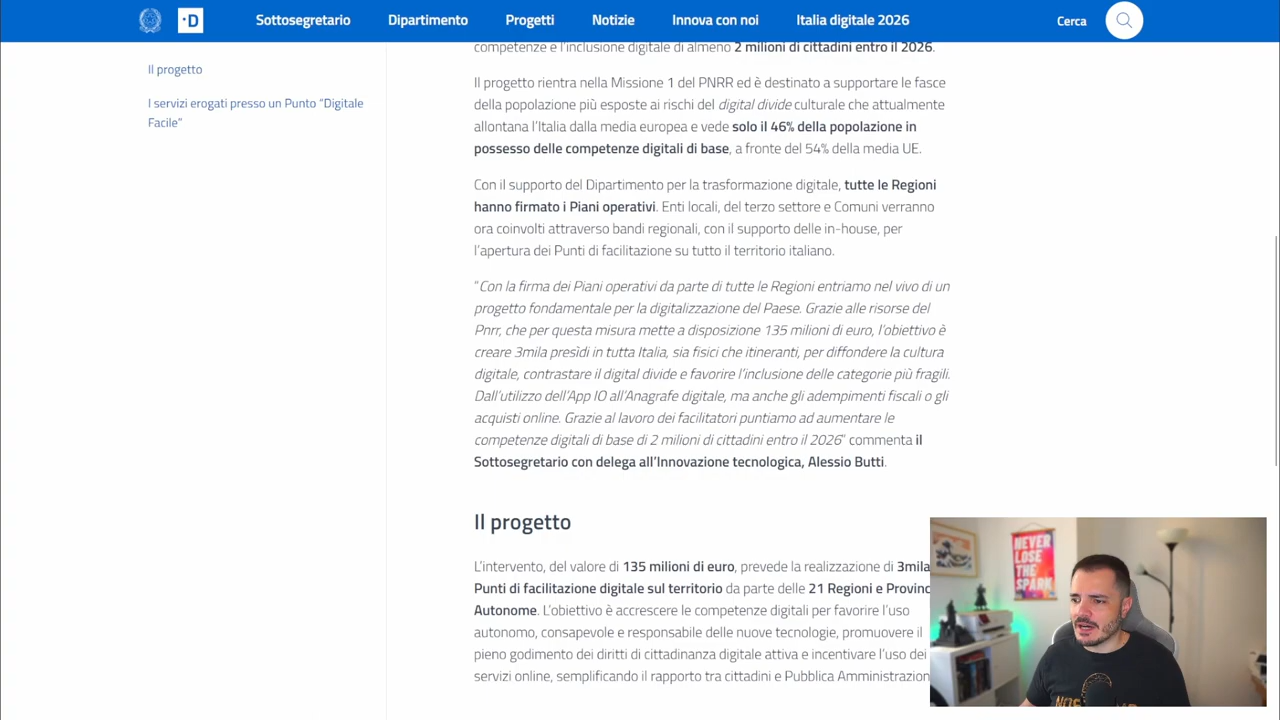 ·D
Sottosegretario
Dipartimento
Progetti
Notizie
Innova con noi
Italia digitale 2026
Cerca
Il progetto
I servizi erogati presso un Punto “Digitale
Facile”
competenze e l’inclusione digitale di almeno 2 milioni di cittadini entro il 2026.
Il progetto rientra nella Missione 1 del PNRR ed è destinato a supportare le fasce
della popolazione più esposte ai rischi del digital divide culturale che attualmente
allontana l’Italia dalla media europea e vede solo il 46% della popolazione in
possesso delle competenze digitali di base, a fronte del 54% della media UE.
Con il supporto del Dipartimento per la trasformazione digitale, tutte le Regioni
hanno firmato i Piani operativi. Enti locali, del terzo settore e Comuni verranno
ora coinvolti attraverso bandi regionali, con il supporto delle in-house, per
l’apertura dei Punti di facilitazione su tutto il territorio italiano.
“Con la firma dei Piani operativi da parte di tutte le Regioni entriamo nel vivo di un
progetto fondamentale per la digitalizzazione del Paese. Grazie alle risorse del
Pnrr, che per questa misura mette a disposizione 135 milioni di euro, l’obiettivo è
creare 3mila presìdi in tutta Italia, sia fisici che itineranti, per diffondere la cultura
digitale, contrastare il digital divide e favorire l’inclusione delle categorie più fragili.
Dall’utilizzo dell’App IO all’Anagrafe digitale, ma anche gli adempimenti fiscali o gli
acquisti online. Grazie al lavoro dei facilitatori puntiamo ad aumentare le
competenze digitali di base di 2 milioni di cittadini entro il 2026” commenta il
Sottosegretario con delega all’Innovazione tecnologica, Alessio Butti.
Il progetto
L’intervento, del valore di 135 milioni di euro, prevede la realizzazione di 3mila
Punti di facilitazione digitale sul territorio da parte delle 21 Regioni e Provinc
Autonome. L’obiettivo è accrescere le competenze digitali per favorire l’uso
autonomo, consapevole e responsabile delle nuove tecnologie, promuovere il
pieno godimento dei diritti di cittadinanza digitale attiva e incentivare l’uso dei
servizi online, semplificando il rapporto tra cittadini e Pubblica Amministrazion
NEVER
LOSE
THE
SPARK